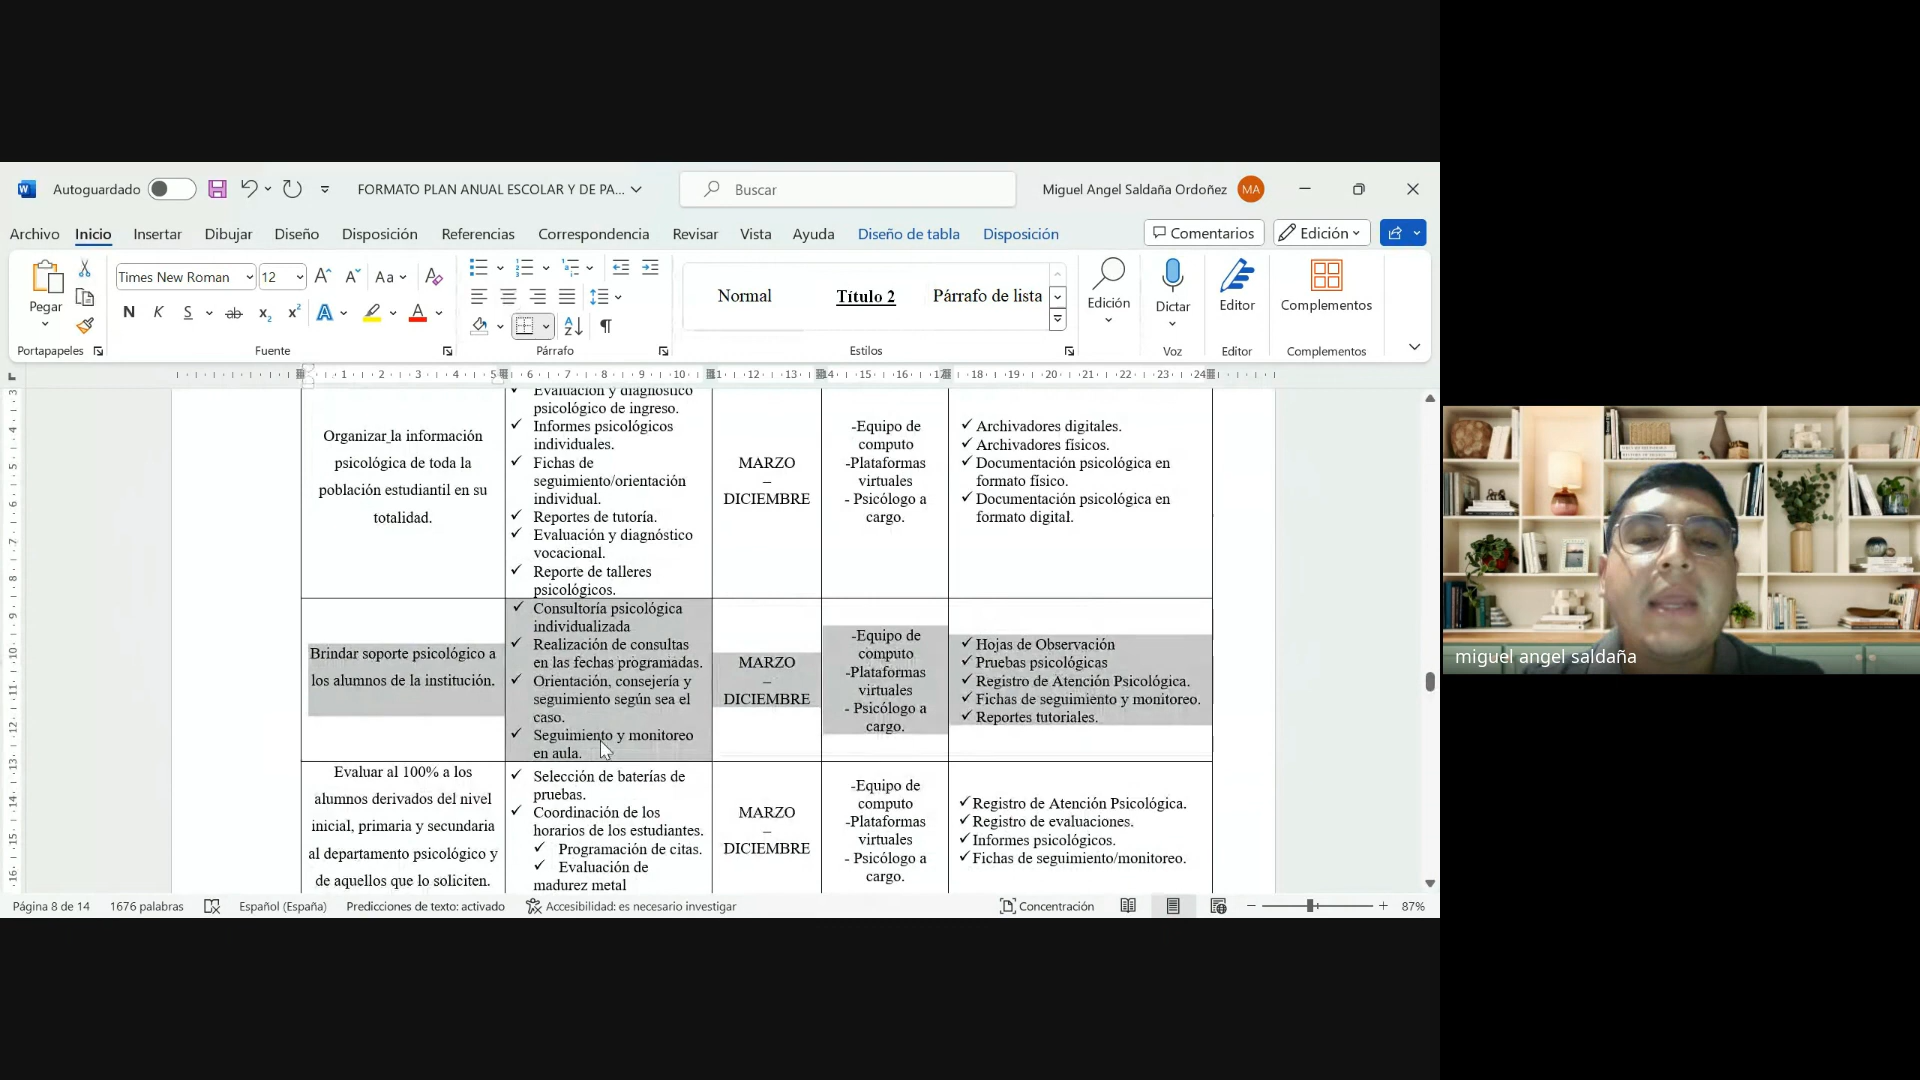 Autoguardado
FORMATO PLAN ANUAL ESCOLAR Y DE PA...
Buscar
Miguel Angel Saldaña Ordoñez
MA
Archivo
Inicio
Insertar
Dibujar
Diseño
Disposición
Referencias
Correspondencia
Revisar
Vista
Ayuda
Diseño de tabla
Disposición
Comentarios
Edición
Pegar
Times New Roman
12
Aa
N K S ab x₂ x²
Normal
Título 2
Párrafo de lista
Edición
Dictar
Editor
Complementos
Portapapeles
Fuente
Párrafo
Estilos
Voz
Editor
Complementos
Organizar la información
psicológica de toda la
población estudiantil en su
totalidad.
Evaluación y diagnóstico
psicológico de ingreso.
✓ Informes psicológicos
individuales.
✓ Fichas de
seguimiento/orientación
individual.
✓ Reportes de tutoría.
✓ Evaluación y diagnóstico
vocacional.
✓ Reporte de talleres
psicológicos.
MARZO
–
DICIEMBRE
-Equipo de
computo
-Plataformas
virtuales
- Psicólogo a
cargo.
✓ Archivadores digitales.
✓ Archivadores físicos.
✓ Documentación psicológica en
formato físico.
✓ Documentación psicológica en
formato digital.
Brindar soporte psicológico a
los alumnos de la institución.
✓ Consultoría psicológica
individualizada
✓ Realización de consultas
en las fechas programadas.
✓ Orientación, consejería y
seguimiento según sea el
caso.
✓ Seguimiento y monitoreo
en aula.
MARZO
–
DICIEMBRE
-Equipo de
computo
-Plataformas
virtuales
- Psicólogo a
cargo.
✓ Hojas de Observación
✓ Pruebas psicológicas
✓ Registro de Atención Psicológica.
✓ Fichas de seguimiento y monitoreo.
✓ Reportes tutoriales.
Evaluar al 100% a los
alumnos derivados del nivel
inicial, primaria y secundaria
al departamento psicológico y
de aquellos que lo soliciten.
✓ Selección de baterías de
pruebas.
✓ Coordinación de los
horarios de los estudiantes.
✓ Programación de citas.
✓ Evaluación de
madurez metal
MARZO
–
DICIEMBRE
-Equipo de
computo
-Plataformas
virtuales
- Psicólogo a
cargo.
✓ Registro de Atención Psicológica.
✓ Registro de evaluaciones.
✓ Informes psicológicos.
✓ Fichas de seguimiento/monitoreo.
Página 8 de 14
1676 palabras
Español (España)
Predicciones de texto: activado
Accesibilidad: es necesario investigar
Concentración
87%
miguel angel saldaña